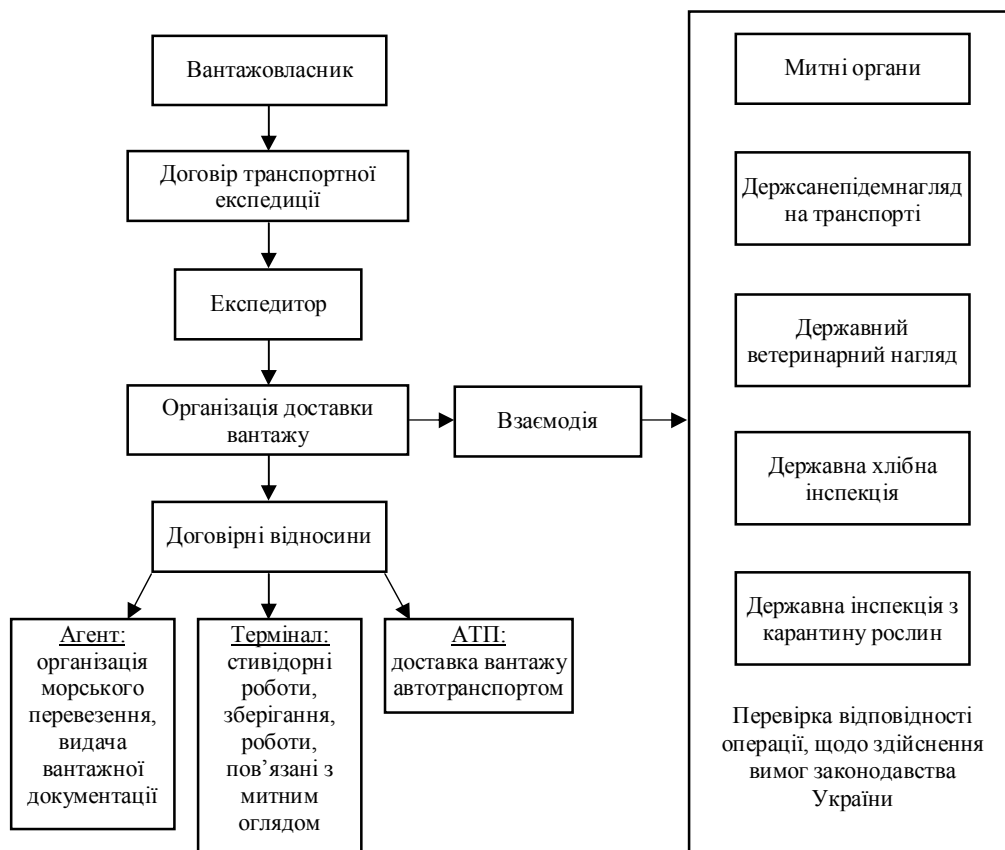 Вантажовласник
Договір транспортної
експедиції
Експедитор
Організація доставки
вантажу
Взаємодія
Договірні відносини
Агент:
організація
морського
перевезення,
видача
вантажної
документації
Термінал:
стивідорні
роботи,
зберігання,
роботи,
пов’язані з
митним
оглядом
АТП:
доставка вантажу
автотранспортом
Митні органи
Держсанепідемнагляд
на транспорті
Державний
ветеринарний нагляд
Державна хлібна
інспекція
Державна інспекція з
карантину рослин
Перевірка відповідності
операції, щодо здійснення
вимог законодавства
України